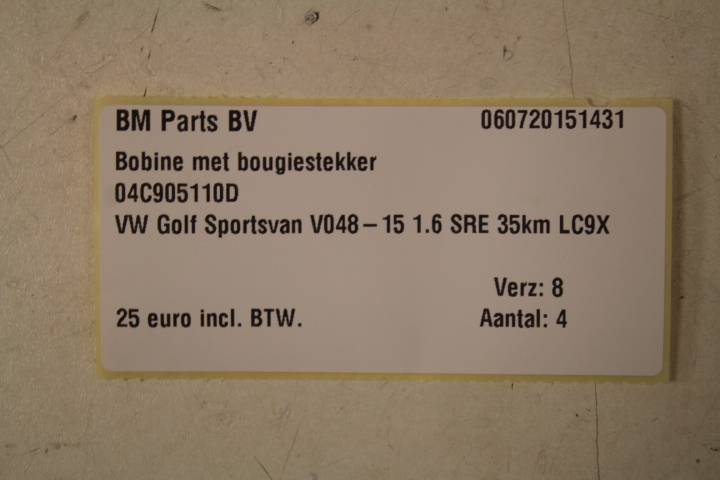 BM Parts BV 060720151431
Bobine met bougiestekker
04C905110D
VW Golf Sportsvan V048-15 1.6 SRE 35km LC9X
Verz: 8
25 euro incl. BTW. Aantal: 4